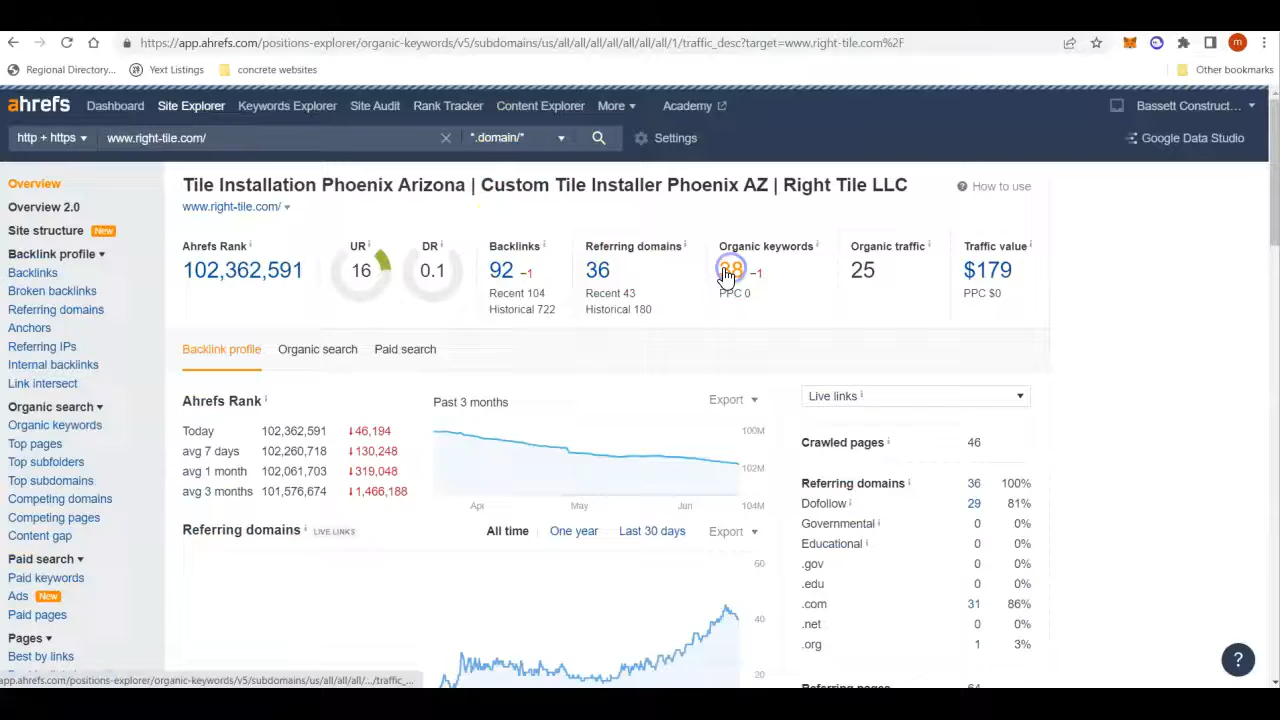 https://app.ahrefs.com/positions-explorer/organic-keywords/v5/subdomains/us/all/all/all/all/all/all/all/1/traffic_desc?target=www.right-tile.com%2F
m
Regional Directory... Yext Listings concrete websites Other bookmarks
ahrefs Dashboard Site Explorer Keywords Explorer Site Audit Rank Tracker Content Explorer More Academy Bassett Construct...
http + https www.right-tile.com/ *.domain/* Settings Google Data Studio
Overview
Overview 2.0
Site structure New
Backlink profile
Backlinks
Broken backlinks
Referring domains
Anchors
Referring IPs
Internal backlinks
Link intersect
Organic search
Organic keywords
Top pages
Top subfolders
Top subdomains
Competing domains
Competing pages
Content gap
Paid search
Paid keywords
Ads New
Paid pages
Pages
Best by links
Tile Installation Phoenix Arizona | Custom Tile Installer Phoenix AZ | Right Tile LLC
? How to use
www.right-tile.com/
Ahrefs Rank i UR i DR i Backlinks i Referring domains i Organic keywords i Organic traffic i Traffic value i
102,362,591 16 0.1 92 −1 36 −1 25 $179
Recent 104 Recent 43 PPC 0 PPC $0
Historical 722 Historical 180
Backlink profile Organic search Paid search
Ahrefs Rank i
Past 3 months Export
Today 102,362,591 ↓46,194
avg 7 days 102,260,718 ↓130,248
avg 1 month 102,061,703 ↓319,048
avg 3 months 101,576,674 ↓1,466,188
100M
102M
104M
Apr May Jun
Referring domains i LIVE LINKS All time One year Last 30 days Export
60
40
20
Live links i
Crawled pages i 46
Referring domains i 36 100%
Dofollow i 29 81%
Governmental i 0 0%
Educational i 0 0%
.gov 0 0%
.edu 0 0%
.com 31 86%
.net 0 0%
.org 1 3%
?
app.ahrefs.com/positions-explorer/organic-keywords/v5/subdomains/us/all/all/all/.../traffic_...